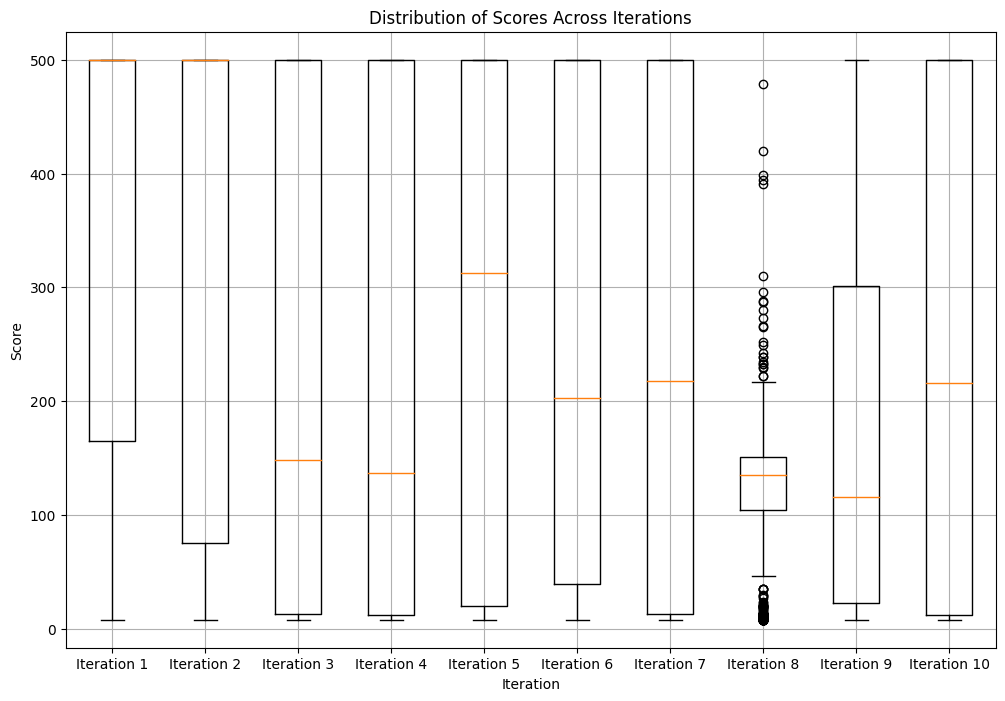 Distribution of Scores Across Iterations
500
400
300
200
100
0
Score
Iteration 1 Iteration 2 Iteration 3 Iteration 4 Iteration 5 Iteration 6 Iteration 7 Iteration 8 Iteration 9 Iteration 10
Iteration